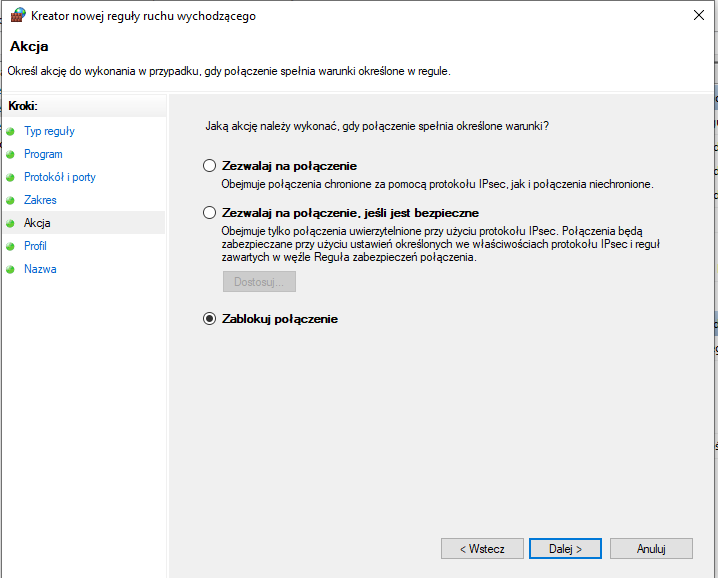 Kreator nowej reguły ruchu wychodzącego
Akcja
Określ akcję do wykonania w przypadku, gdy połączenie spełnia warunki określone w regule.
Kroki:
Typ reguły
Program
Protokół i porty
Zakres
Akcja
Profil
Nazwa
Jaką akcję należy wykonać, gdy połączenie spełnia określone warunki?
Zezwalaj na połączenie
Obejmuje połączenia chronione za pomocą protokołu IPsec, jak i połączenia niechronione.
Zezwalaj na połączenie, jeśli jest bezpieczne
Obejmuje tylko połączenia uwierzytelnione przy użyciu protokołu IPsec. Połączenia będą
zabezpieczane przy użyciu ustawień określonych we właściwościach protokołu IPsec i reguł
zawartych w węźle Reguła zabezpieczeń połączenia.
Dostosuj...
Zablokuj połączenie
< Wstecz
Dalej >
Anuluj